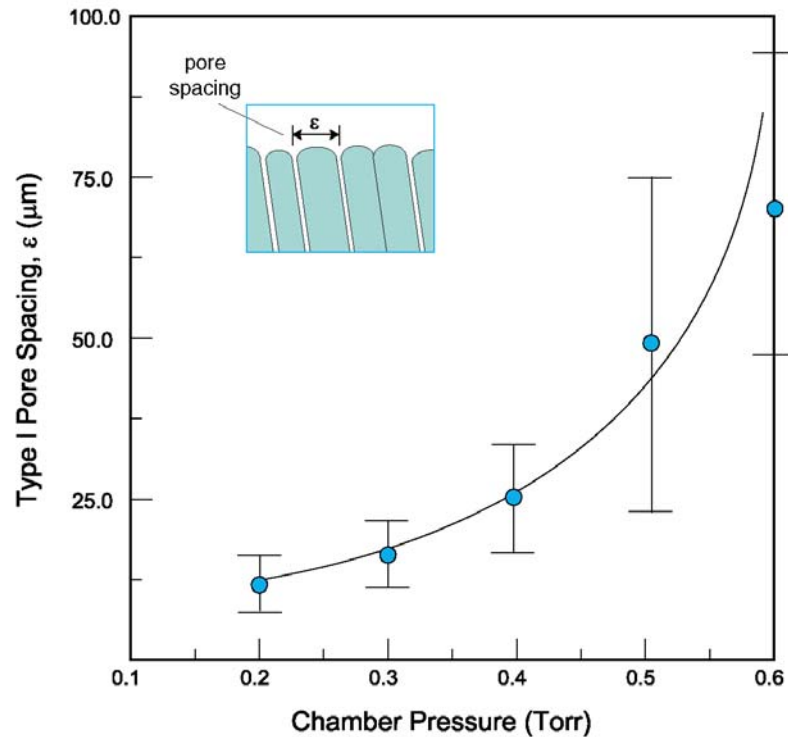 100.0
pore
spacing
ε
75.0
50.0
25.0
Type I Pore Spacing, ε (μm)
0.1 0.2 0.3 0.4 0.5 0.6
Chamber Pressure (Torr)